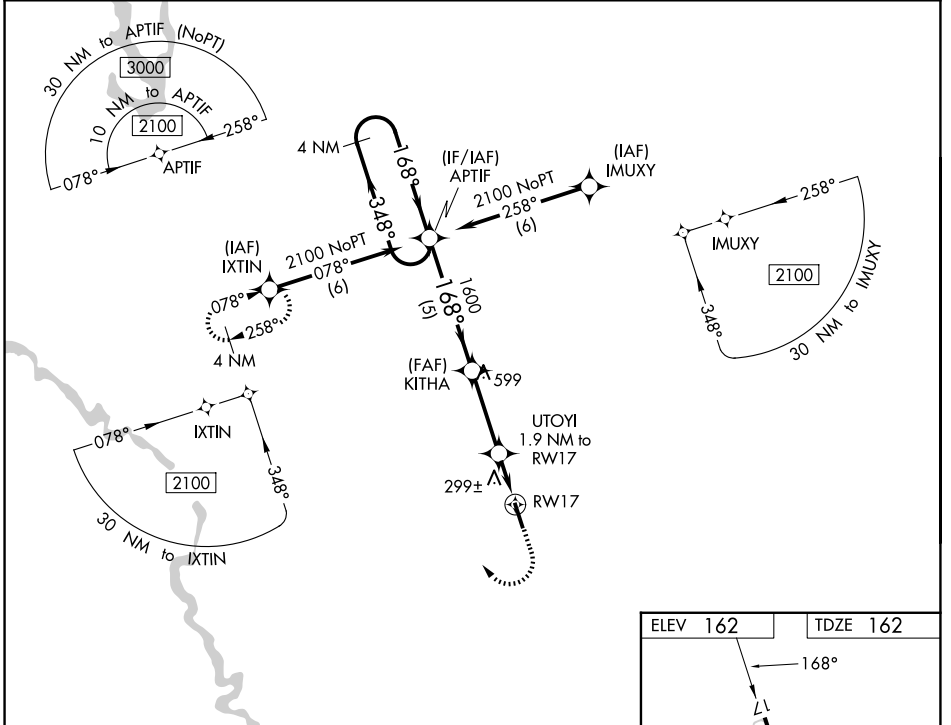 30 NM to APTIF (NoPT)
3000
10 NM to APTIF
2100
078°
258°
APTIF
4 NM
168°
348°
(IF/IAF)
APTIF
(IAF)
IMUXY
2100 NoPT
258°
(6)
(IAF)
IXTIN
2100 NoPT
078°
(6)
078°
258°
4 NM
1600
168°
(5)
258°
IMUXY
2100
348°
30 NM to IMUXY
(FAF)
KITHA
599
UTOYI
1.9 NM to
RW17
299±
RW17
078°
IXTIN
348°
2100
30 NM to IXTIN
ELEV 162
TDZE 162
168°
17